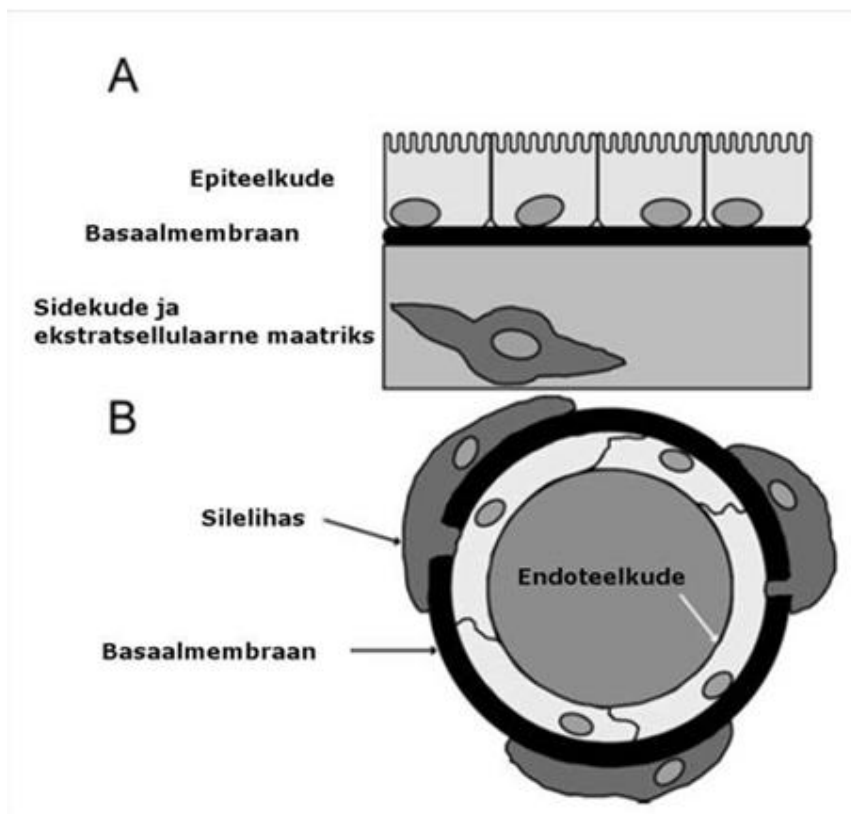 A
Epiteelkude
Basaalmembraan
Sidekude ja
ekstratsellulaarne maatriks
B
Silelihas
Endoteelkude
Basaalmembraan